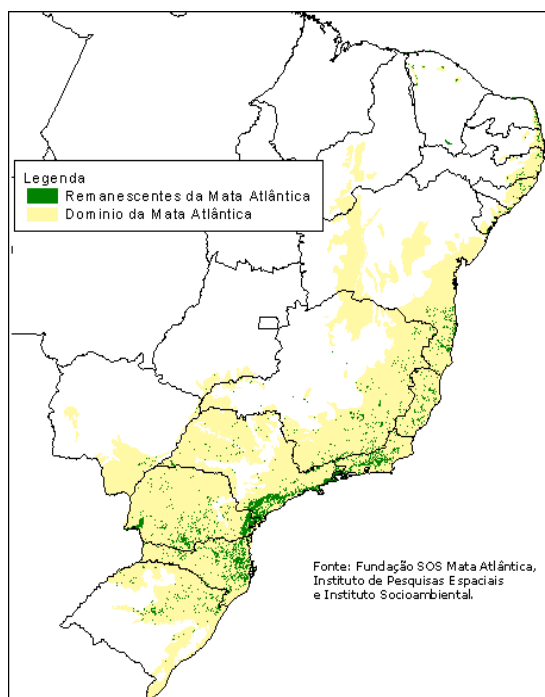 Legenda
Remanescentes da Mata Atlântica
Dominio da Mata Atlântica
Fonte: Fundação SOS Mata Atlântica,
Instituto de Pesquisas Espaciais
e Instituto Socioambiental.